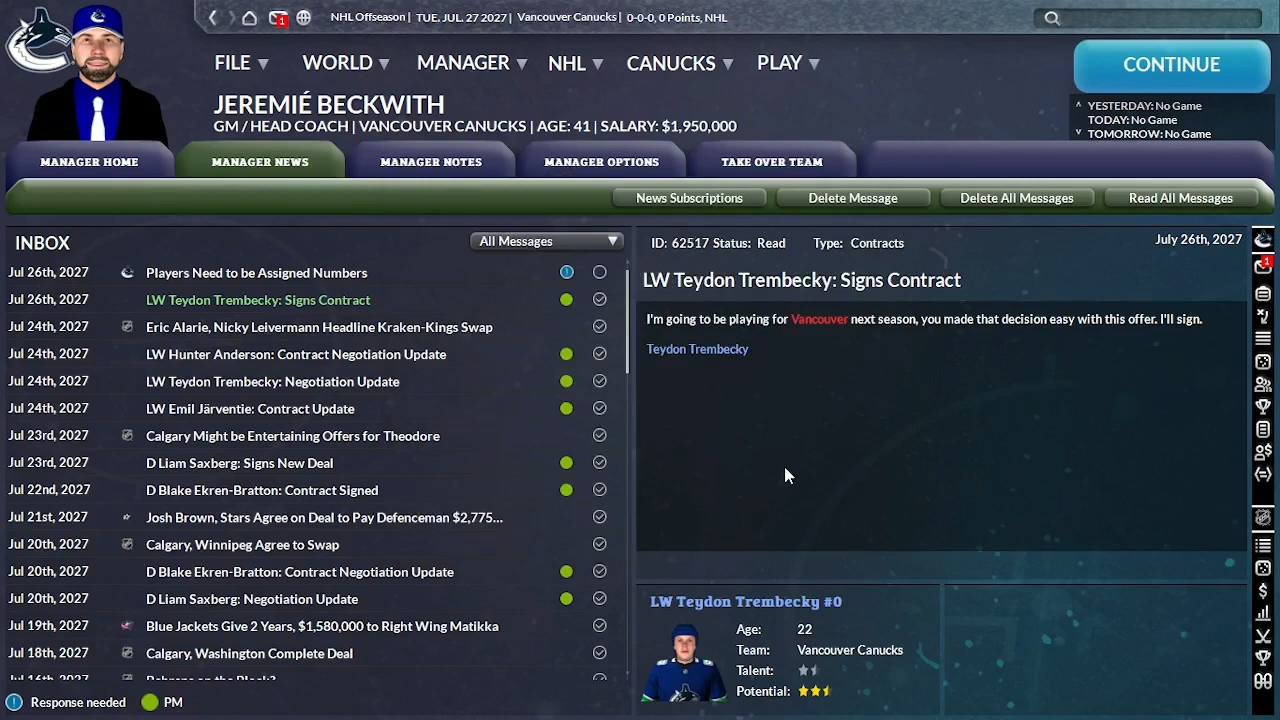 NHL Offseason | TUE, JUL. 27 2027 | Vancouver Canucks | 0-0-0, 0 Points, NHL
1
FILE WORLD MANAGER NHL CANUCKS PLAY
CONTINUE
JEREMIÉ BECKWITH
GM / HEAD COACH | VANCOUVER CANUCKS | AGE: 41 | SALARY: $1,950,000
YESTERDAY: No Game
TODAY: No Game
TOMORROW: No Game
MANAGER HOME MANAGER NEWS MANAGER NOTES MANAGER OPTIONS TAKE OVER TEAM
News Subscriptions Delete Message Delete All Messages Read All Messages
INBOX All Messages
Jul 26th, 2027 Players Need to be Assigned Numbers
Jul 26th, 2027 LW Teydon Trembecky: Signs Contract
Jul 24th, 2027 Eric Alarie, Nicky Leivermann Headline Kraken-Kings Swap
Jul 24th, 2027 LW Hunter Anderson: Contract Negotiation Update
Jul 24th, 2027 LW Teydon Trembecky: Negotiation Update
Jul 24th, 2027 LW Emil Järventie: Contract Update
Jul 23rd, 2027 Calgary Might be Entertaining Offers for Theodore
Jul 23rd, 2027 D Liam Saxberg: Signs New Deal
Jul 22nd, 2027 D Blake Ekren-Bratton: Contract Signed
Jul 21st, 2027 Josh Brown, Stars Agree on Deal to Pay Defenceman $2,775...
Jul 20th, 2027 Calgary, Winnipeg Agree to Swap
Jul 20th, 2027 D Blake Ekren-Bratton: Contract Negotiation Update
Jul 20th, 2027 D Liam Saxberg: Negotiation Update
Jul 19th, 2027 Blue Jackets Give 2 Years, $1,580,000 to Right Wing Matikka
Jul 18th, 2027 Calgary, Washington Complete Deal
Response needed PM
ID: 62517 Status: Read Type: Contracts July 26th, 2027
1
LW Teydon Trembecky: Signs Contract
I'm going to be playing for Vancouver next season, you made that decision easy with this offer. I'll sign.
Teydon Trembecky
LW Teydon Trembecky #0
Age: 22
Team: Vancouver Canucks
Talent:
Potential: